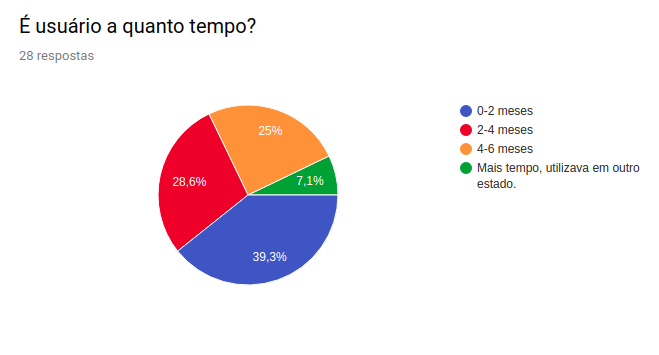 É usuário a quanto tempo?
28 respostas
25%
28,6%
7,1%
39,3%
0-2 meses
2-4 meses
4-6 meses
Mais tempo, utilizava em outro
estado.